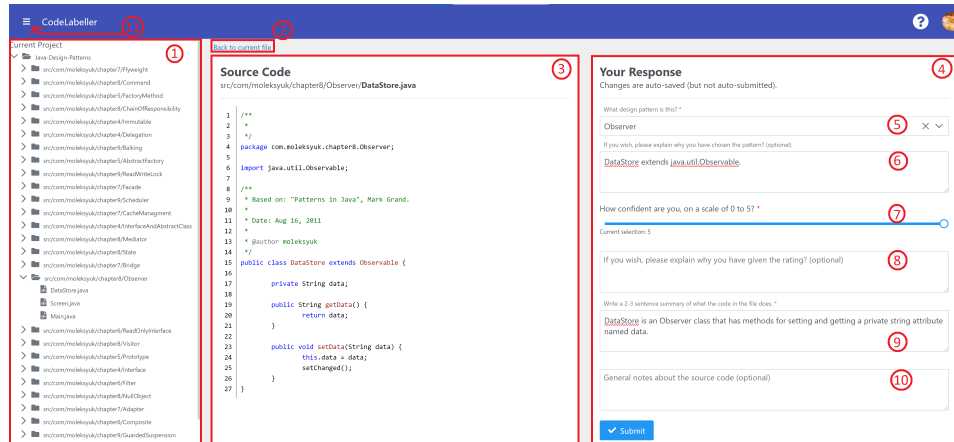 CodeLabeller
11
?
2
Current Project
1
Java-Design-Patterns
src/com/moleksyuk/chapter7/Flyweight
src/com/moleksyuk/chapter8/Command
src/com/moleksyuk/chapter5/FactoryMethod
src/com/moleksyuk/chapter8/ChainOfResponsibility
src/com/moleksyuk/chapter4/Immutable
src/com/moleksyuk/chapter4/Delegation
src/com/moleksyuk/chapter9/Balking
src/com/moleksyuk/chapter5/AbstractFactory
src/com/moleksyuk/chapter9/ReadWriteLock
src/com/moleksyuk/chapter7/Facade
src/com/moleksyuk/chapter9/Scheduler
src/com/moleksyuk/chapter7/CacheManagment
src/com/moleksyuk/chapter4/InterfaceAndAbstractClass
src/com/moleksyuk/chapter8/Mediator
src/com/moleksyuk/chapter8/State
src/com/moleksyuk/chapter7/Bridge
src/com/moleksyuk/chapter8/Observer
DataStore.java
Screen.java
Main.java
src/com/moleksyuk/chapter6/ReadOnlyInterface
src/com/moleksyuk/chapter8/Visitor
src/com/moleksyuk/chapter5/Prototype
src/com/moleksyuk/chapter4/Interface
src/com/moleksyuk/chapter6/Filter
src/com/moleksyuk/chapter8/NullObject
src/com/moleksyuk/chapter7/Adapter
src/com/moleksyuk/chapter6/Composite
src/com/moleksyuk/chapter9/GuardedSuspension
Back to current file
Source Code
3
src/com/moleksyuk/chapter8/Observer/DataStore.java
1 /**
2 *
3 */
4 package com.moleksyuk.chapter8.Observer;
5
6 import java.util.Observable;
7
8 /**
9 * Based on: "Patterns in Java", Mark Grand.
10 *
11 * Date: Aug 16, 2011
12 *
13 * @author moleksyuk
14 */
15 public class DataStore extends Observable {
16
17 private String data;
18
19 public String getData() {
20 return data;
21 }
22
23 public void setData(String data) {
24 this.data = data;
25 setChanged();
26 }
27 }
Your Response
4
Changes are auto-saved (but not auto-submitted).
What design pattern is this? *
Observer
5
If you wish, please explain why you have chosen the pattern? (optional)
DataStore extends java.util.Observable.
6
How confident are you, on a scale of 0 to 5? *
7
Current selection: 5
If you wish, please explain why you have given the rating? (optional)
8
Write a 2-3 sentence summary of what the code in the file does. *
DataStore is an Observer class that has methods for setting and getting a private string attribute
named data.
9
General notes about the source code (optional)
10
Submit